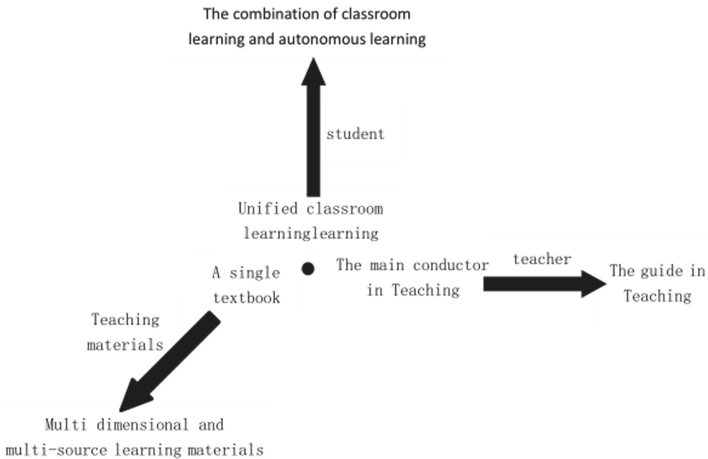 The combination of classroom
learning and autonomous learning
student
Unified classroom
learninglearning
A single
textbook
The main conductor
in Teaching
teacher
The guide in
Teaching
Teaching
materials
Multi dimensional and
multi-source learning materials